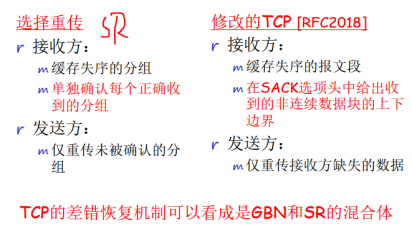 选择重传 SR
r 接收方：
m 缓存失序的分组
m 单独确认每个正确收
到的分组
r 发送方：
m 仅重传未被确认的分
组
修改的TCP [RFC2018]
r 接收方：
m 缓存失序的报文段
m 在SACK选项头中给出收
到的非连续数据块的上下
边界
r 发送方：
m 仅重传接收方缺失的数据
TCP的差错恢复机制可以看成是GBN和SR的混合体